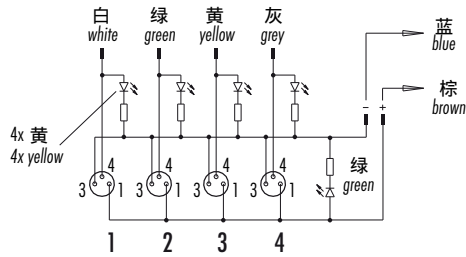 白 绿 黄 灰
white green yellow grey
蓝
blue
棕
brown
− +
4x 黄
4x yellow
绿
green
4 4 4 4
3 1 3 1 3 1 3 1
1 2 3 4